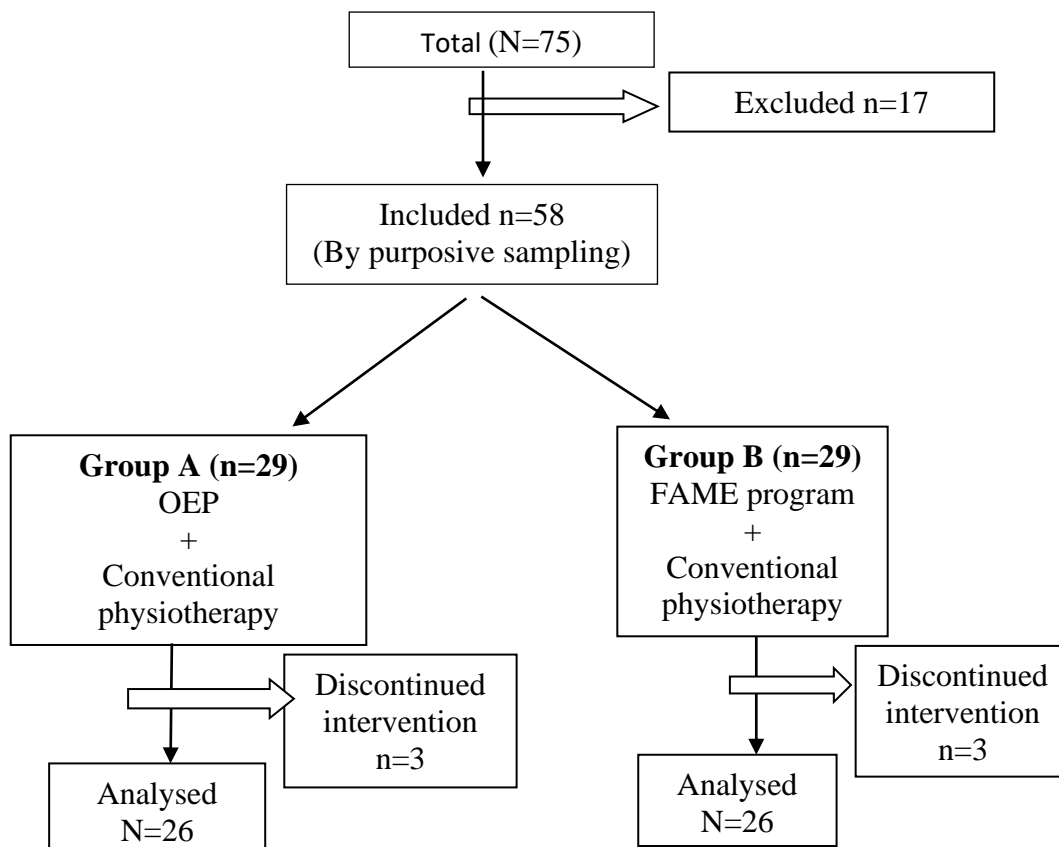 Total (N=75)
Excluded n=17
Included n=58
(By purposive sampling)
Group A (n=29)
OEP
+
Conventional
physiotherapy
Group B (n=29)
FAME program
+
Conventional
physiotherapy
Discontinued
intervention
n=3
Discontinued
intervention
n=3
Analysed
N=26
Analysed
N=26